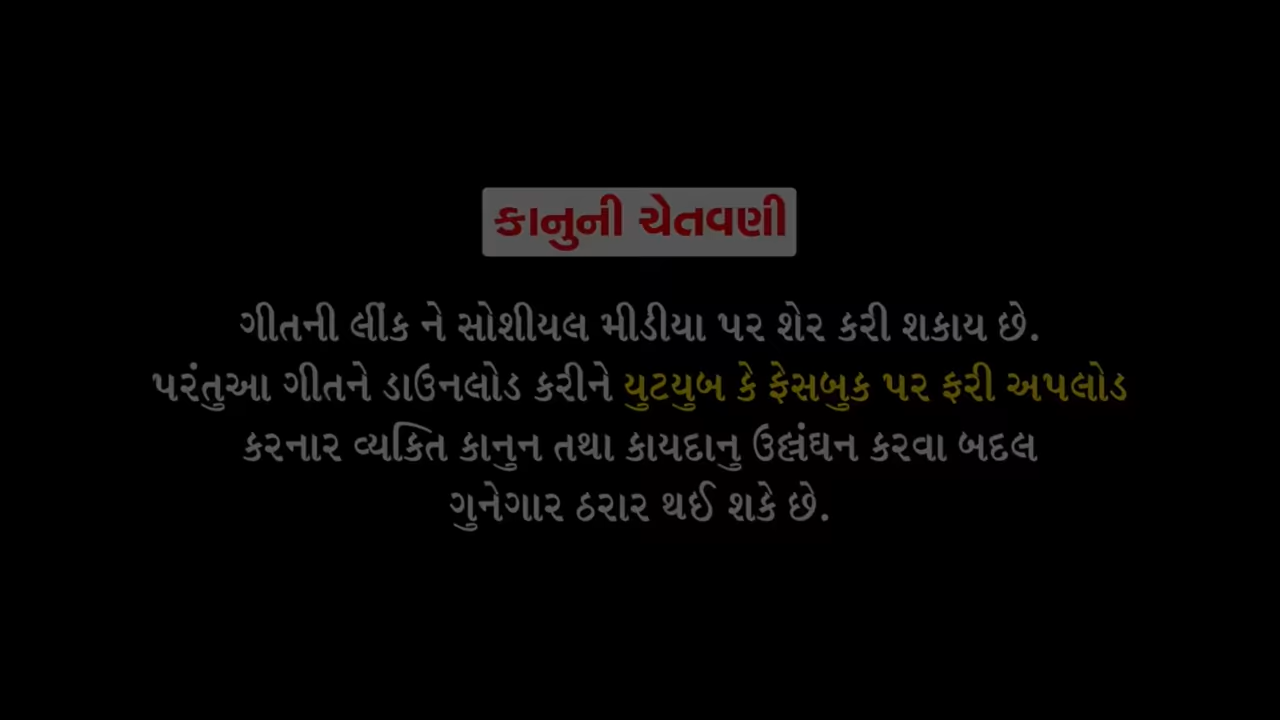 કાનુની ચેતવણી
ગીતની લીંક ને સોશીયલ મીડીયા પર શેર કરી શકાય છે.
પરંતુઆ ગીતને ડાઉનલોડ કરીને યુટયુબ કે ફેસબુક પર ફરી અપલોડ
કરનાર વ્યકિત કાનુન તથા કાયદાનુ ઉલ્લંઘન કરવા બદલ
ગુનેગાર ઠરાર થઈ શકે છે.